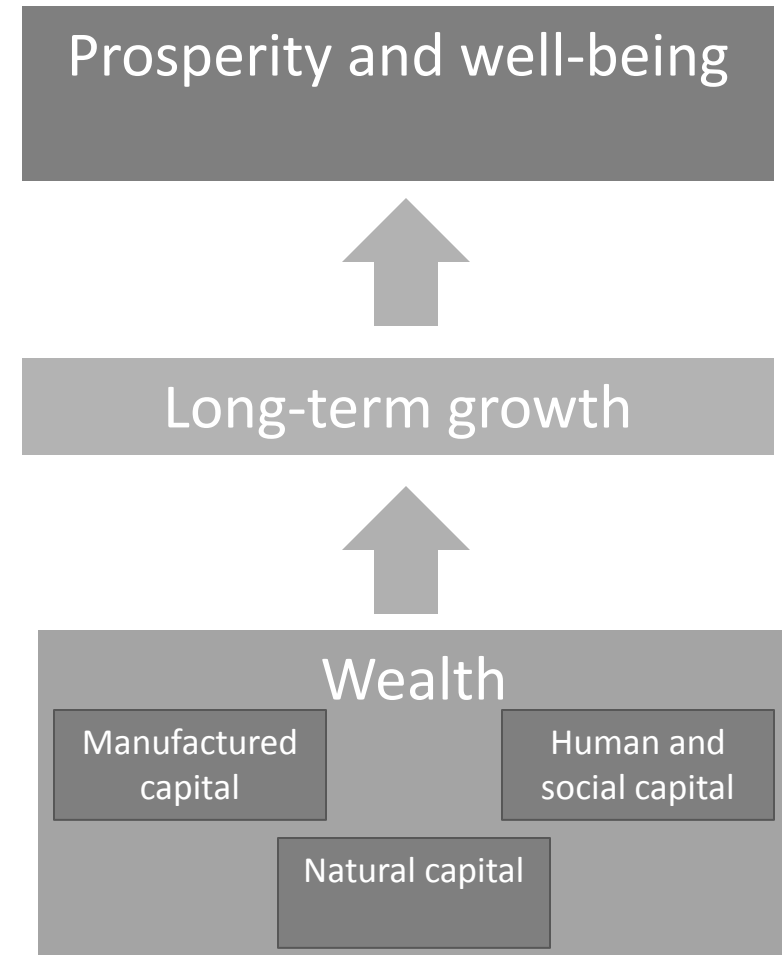 Prosperity and well-being
Long-term growth
Wealth
Manufactured
capital
Human and
social capital
Natural capital